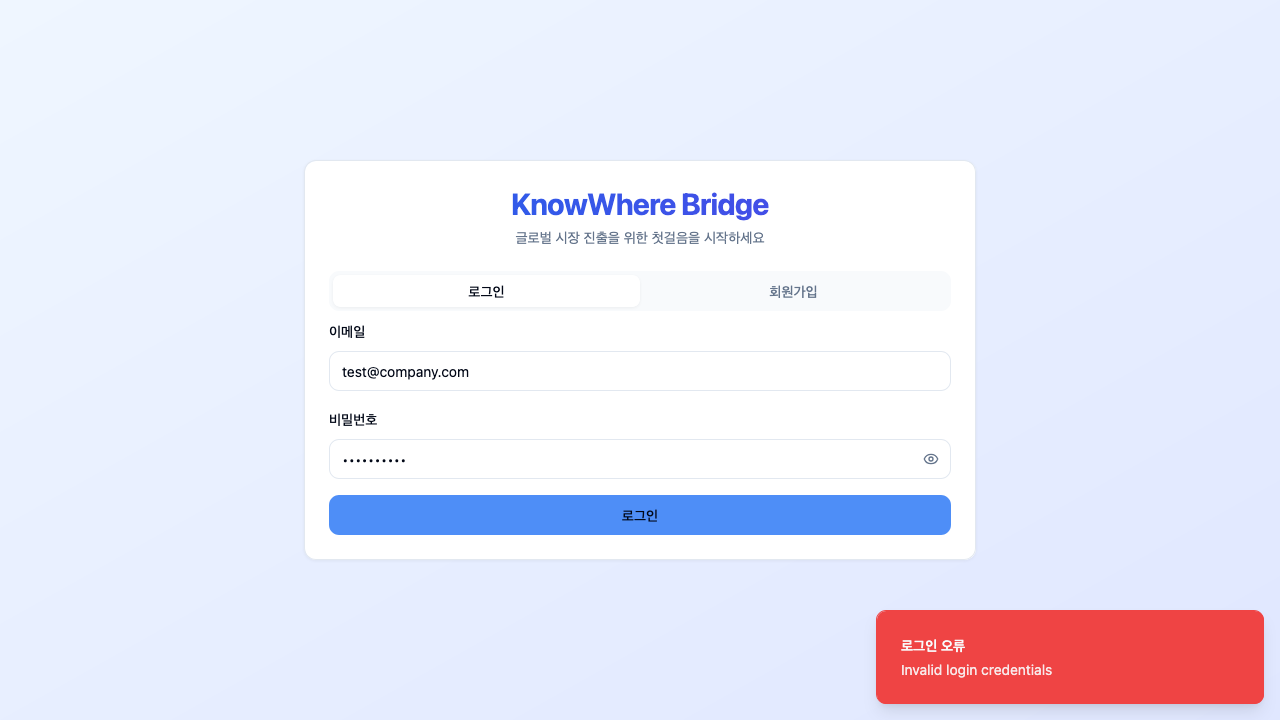 KnowWhere Bridge
글로벌 시장 진출을 위한 첫걸음을 시작하세요
로그인
회원가입
이메일
test@company.com
비밀번호
••••••••••
로그인
로그인 오류
Invalid login credentials